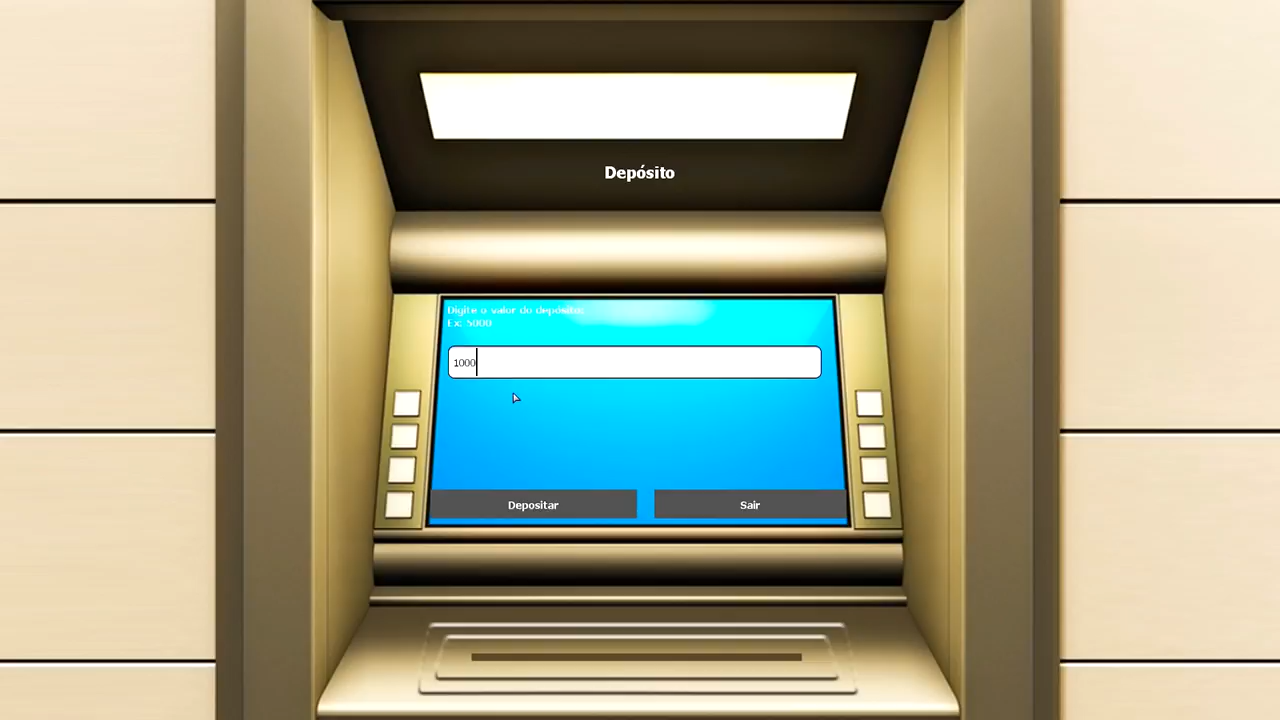 Depósito
Digite o valor do depósito:
Ex: 5000
1000
Depositar
Sair